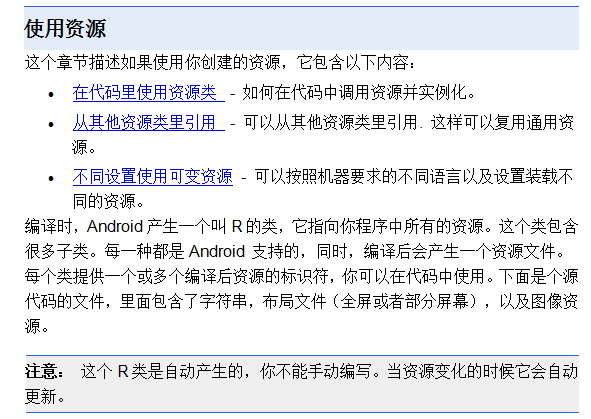 使用资源
这个章节描述如果使用你创建的资源，它包含以下内容：
• 在代码里使用资源类 - 如何在代码中调用资源并实例化。
• 从其他资源类里引用 - 可以从其他资源类里引用. 这样可以复用通用资
源。
• 不同设置使用可变资源 - 可以按照机器要求的不同语言以及设置装载不
同的资源。
编译时，Android 产生一个叫 R 的类，它指向你程序中所有的资源。这个类包含
很多子类。每一种都是 Android 支持的，同时，编译后会产生一个资源文件。
每个类提供一个或多个编译后资源的标识符，你可以在代码中使用。下面是个源
代码的文件，里面包含了字符串，布局文件（全屏或者部分屏幕），以及图像资
源。
注意： 这个 R 类是自动产生的，你不能手动编写。当资源变化的时候它会自动
更新。